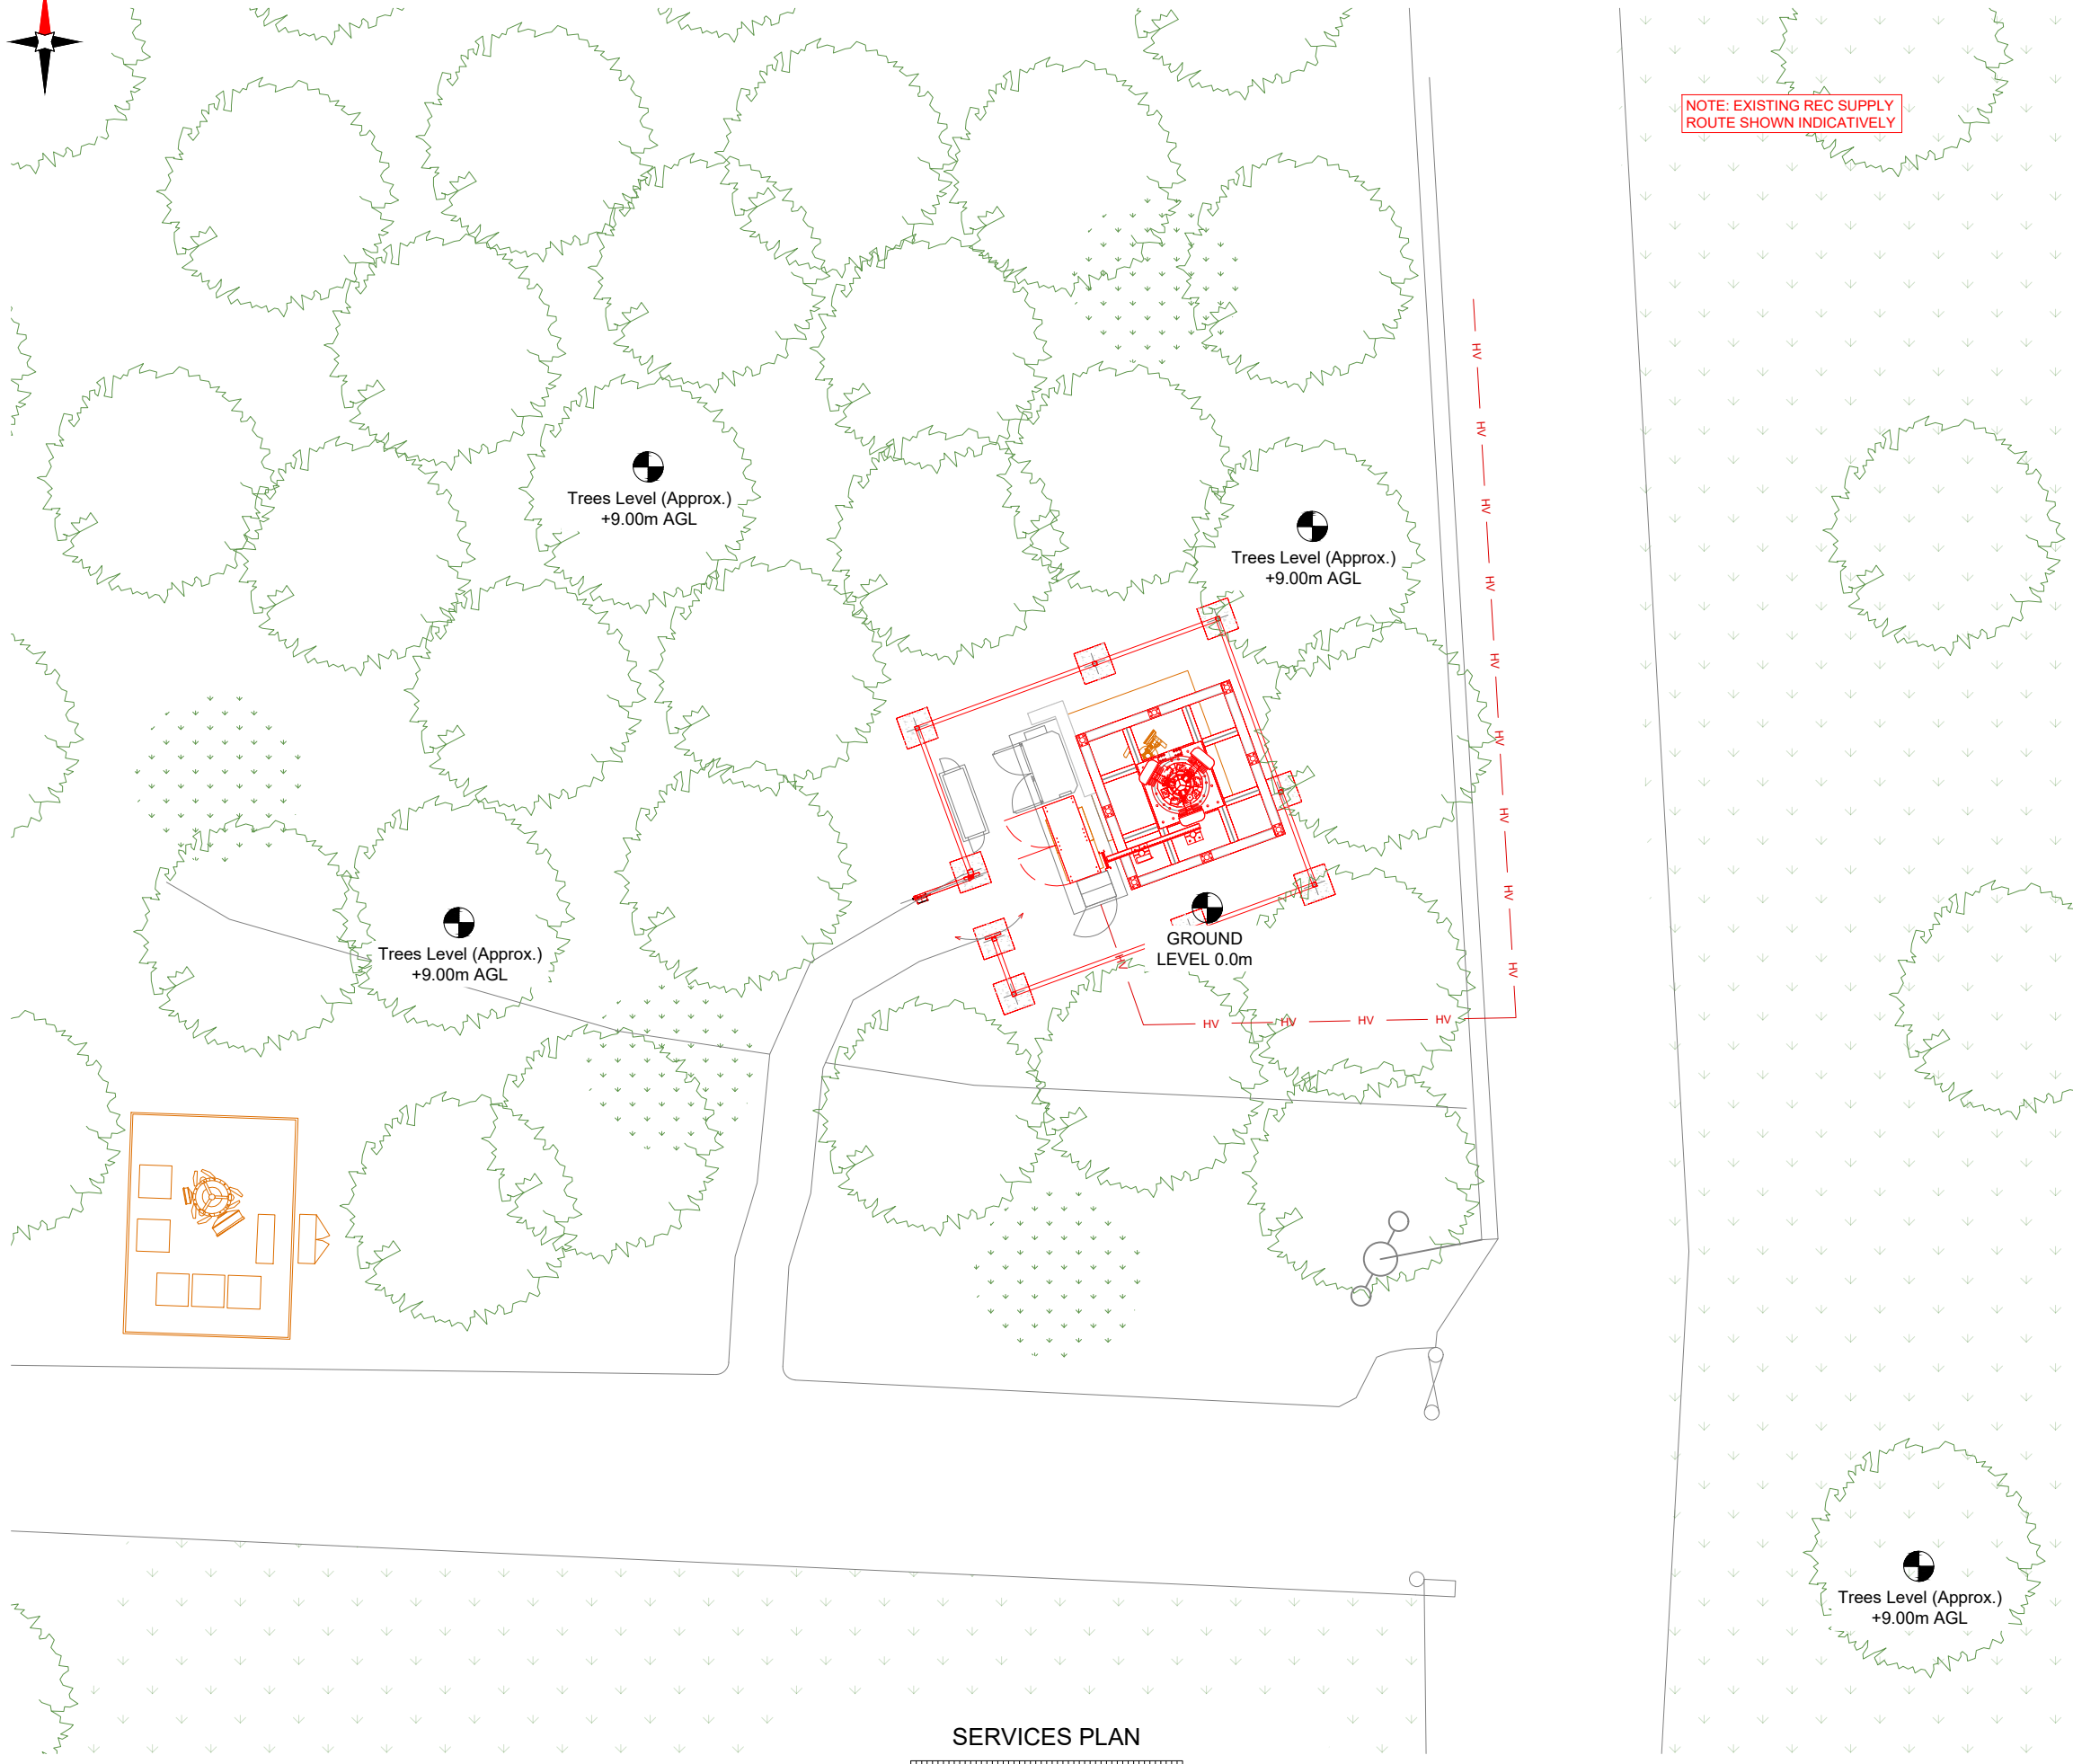 NOTE: EXISTING REC SUPPLY
ROUTE SHOWN INDICATIVELY
HV
HV
HV
HV
HV
HV
HV
HV
HV
Trees Level (Approx.)
+9.00m AGL
Trees Level (Approx.)
+9.00m AGL
Trees Level (Approx.)
+9.00m AGL
GROUND
LEVEL 0.0m
HV
HV
HV
HV
HV
Trees Level (Approx.)
+9.00m AGL
SERVICES PLAN